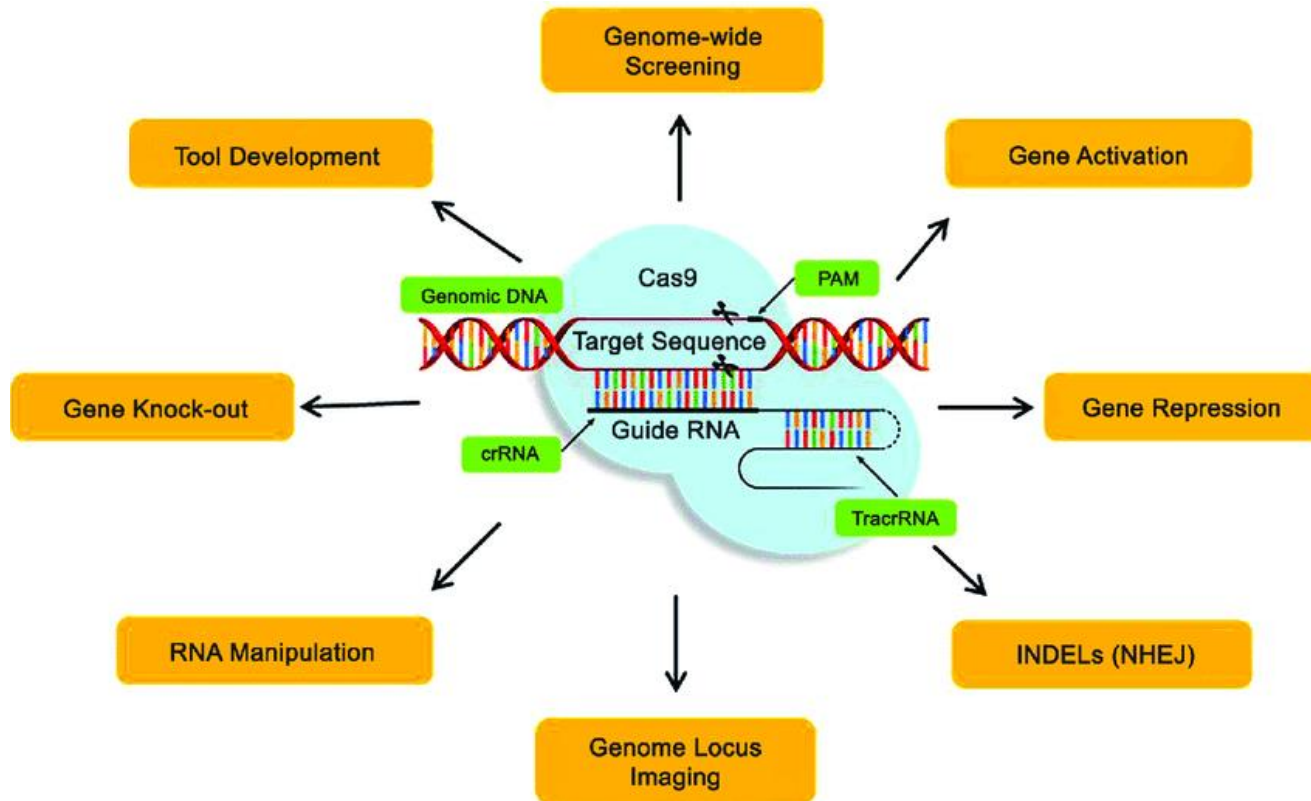 Genome-wide
Screening
Tool Development
Gene Activation
Cas9
PAM
Genomic DNA
Target Sequence
Gene Knock-out
Gene Repression
Guide RNA
crRNA
TracrRNA
RNA Manipulation
INDELs (NHEJ)
Genome Locus
Imaging